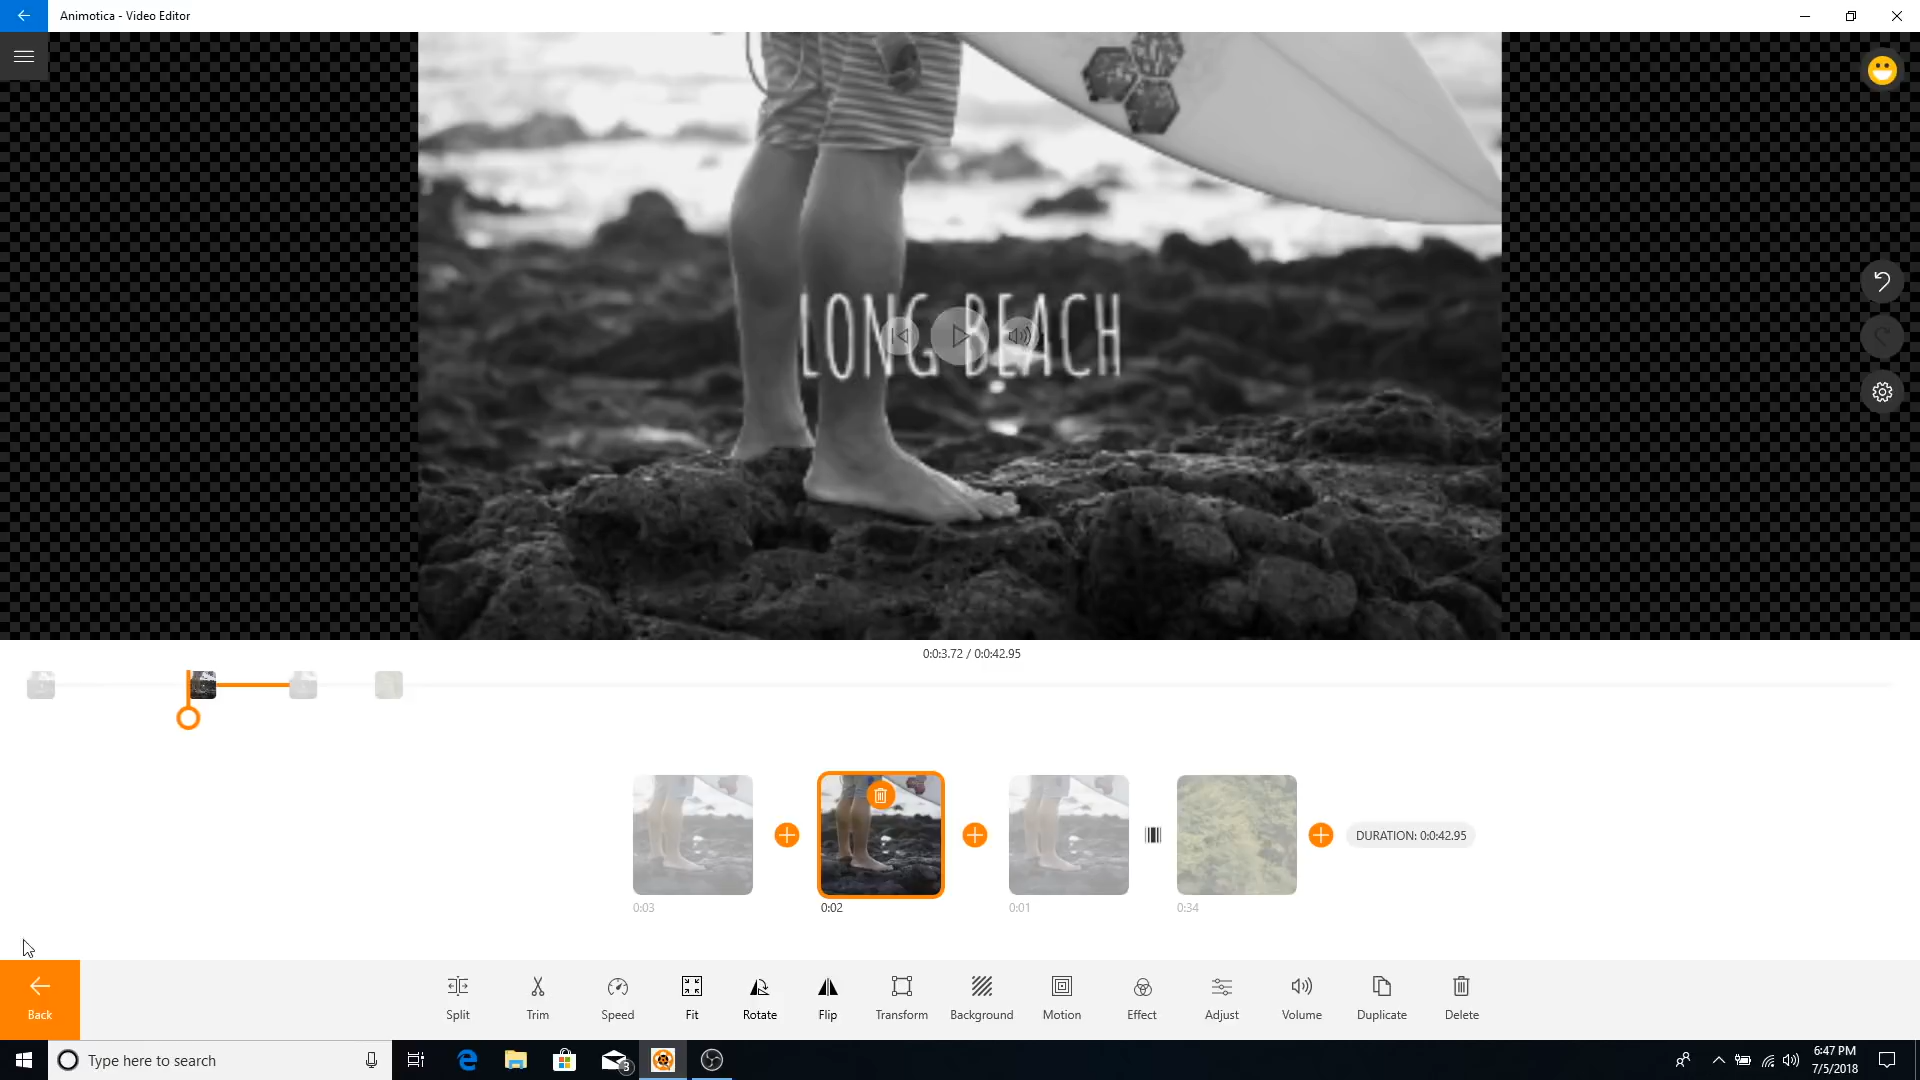 Animotica - Video Editor
LONG BEACH
0:0:3.72 / 0:0:42.95
DURATION: 0:0:42.95
0:03
0:02
0:01
0:34
Back
Split
Trim
Speed
Fit
Rotate
Flip
Transform
Background
Motion
Effect
Adjust
Volume
Duplicate
Delete
Type here to search
3
6:47 PM
7/5/2018